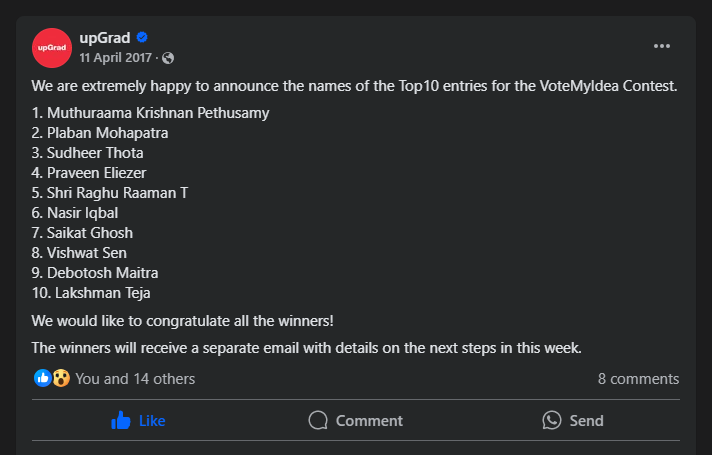 upGrad
upGrad
11 April 2017 ·
We are extremely happy to announce the names of the Top10 entries for the VoteMyIdea Contest.
1. Muthuraama Krishnan Pethusamy
2. Plaban Mohapatra
3. Sudheer Thota
4. Praveen Eliezer
5. Shri Raghu Raaman T
6. Nasir Iqbal
7. Saikat Ghosh
8. Vishwat Sen
9. Debotosh Maitra
10. Lakshman Teja
We would like to congratulate all the winners!
The winners will receive a separate email with details on the next steps in this week.
You and 14 others 8 comments
Like Comment Send